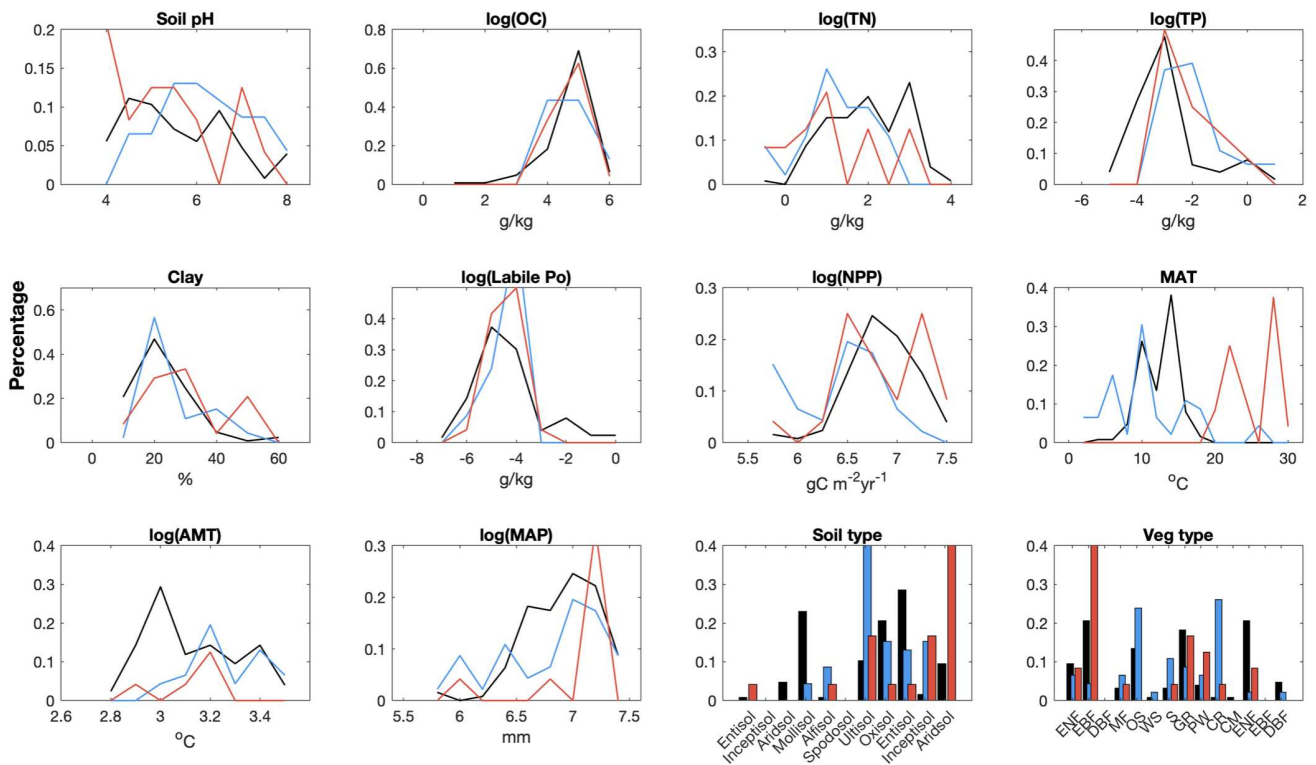 Soil pH
0.2
0.15
0.1
0.05
0
4 6 8
log(OC)
0.8
0.6
0.4
0.2
0
0 2 4 6
g/kg
log(TN)
0.3
0.2
0.1
0
0 2 4
g/kg
log(TP)
0.4
0.3
0.2
0.1
0
-6 -4 -2 0 2
g/kg
Percentage
Clay
0.6
0.4
0.2
0
0 20 40 60
%
log(Labile Po)
0.4
0.3
0.2
0.1
0
-8 -6 -4 -2 0
g/kg
log(NPP)
0.3
0.2
0.1
0
5.5 6 6.5 7 7.5
gC m⁻²yr⁻¹
MAT
0.4
0.3
0.2
0.1
0
0 10 20 30
°C
log(AMT)
0.4
0.3
0.2
0.1
0
2.6 2.8 3 3.2 3.4
°C
log(MAP)
0.3
0.2
0.1
0
5.5 6 6.5 7 7.5
mm
Soil type
0.4
0.3
0.2
0.1
0
Entisol
Inceptisol
Aridsol
Mollisol
Alfisol
Spodosol
Ultisol
Oxisol
Entisol
Inceptisol
Aridsol
Veg type
0.4
0.3
0.2
0.1
0
ENF
EBF
DBF
MF
OS
WS
S
GR
PW
CR
CM
ENF
EBF
DBF